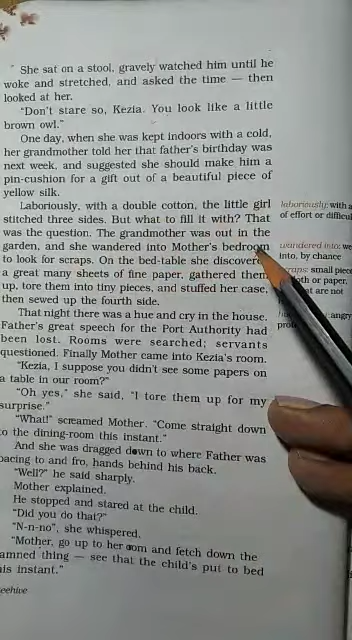 She sat on a stool, gravely watched him until he
woke and stretched, and asked the time — then
looked at her.
"Don't stare so, Kezia. You look like a little
brown owl."
One day, when she was kept indoors with a cold,
her grandmother told her that father's birthday was
next week, and suggested she should make him a
pin-cushion for a gift out of a beautiful piece of
yellow silk.
Laboriously, with a double cotton, the little girl
stitched three sides. But what to fill it with? That
was the question. The grandmother was out in the
garden, and she wandered into Mother's bedroom
to look for scraps. On the bed-table she discovere
a great many sheets of fine paper, gathered them
up, tore them into tiny pieces, and stuffed her case,
then sewed up the fourth side.
That night there was a hue and cry in the house.
Father's great speech for the Port Authority had
been lost. Rooms were searched; servants
questioned. Finally Mother came into Kezia's room.
"Kezia, I suppose you didn't see some papers on
a table in our room?"
"Oh yes," she said, "I tore them up for my
surprise."
"What!" screamed Mother. "Come straight down
to the dining-room this instant."
And she was dragged down to where Father was
pacing to and fro, hands behind his back.
"Well?" he said sharply.
Mother explained.
He stopped and stared at the child.
"Did you do that?"
"N-n-no", she whispered.
"Mother, go up to her room and fetch down the
amned thing — see that the child's put to bed
is instant."
eehive
laboriously: with a
of effort or difficul
wandered into: we
into, by chance
raps: small piec
oth or paper,
at are not
angry